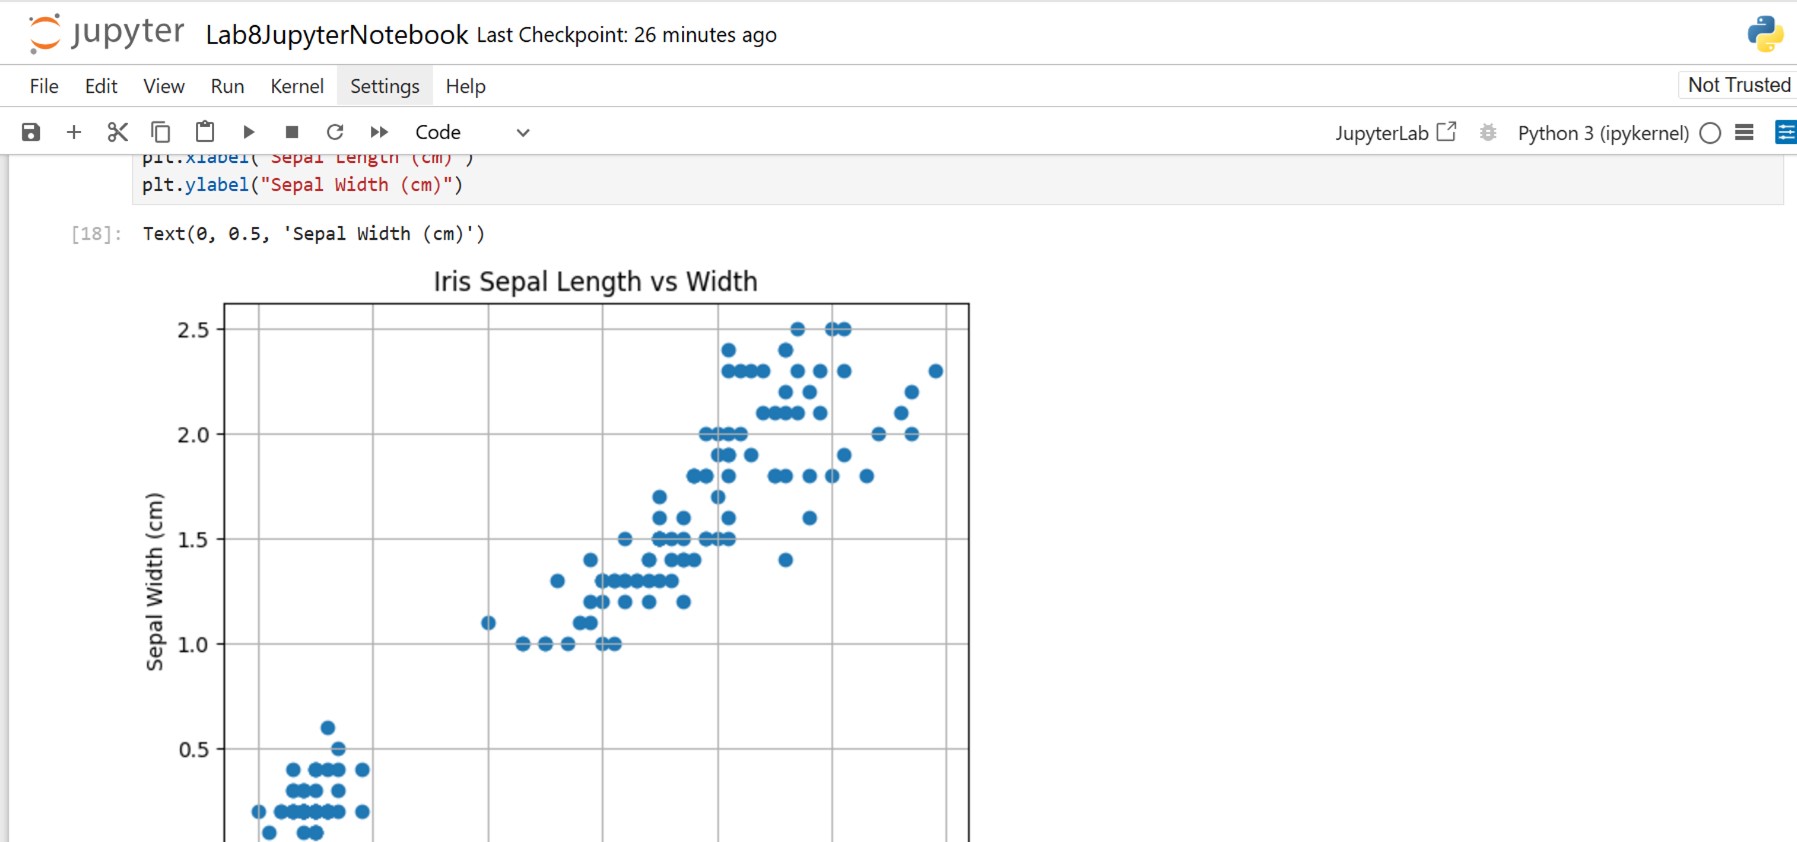 jupyter Lab8JupyterNotebook Last Checkpoint: 26 minutes ago
File Edit View Run Kernel Settings Help
Not Trusted
Code
JupyterLab
Python 3 (ipykernel)
plt.xlabel("Sepal Length (cm)")
plt.ylabel("Sepal Width (cm)")
[18]: Text(0, 0.5, 'Sepal Width (cm)')
Iris Sepal Length vs Width
2.5
2.0
1.5
1.0
0.5
Sepal Width (cm)